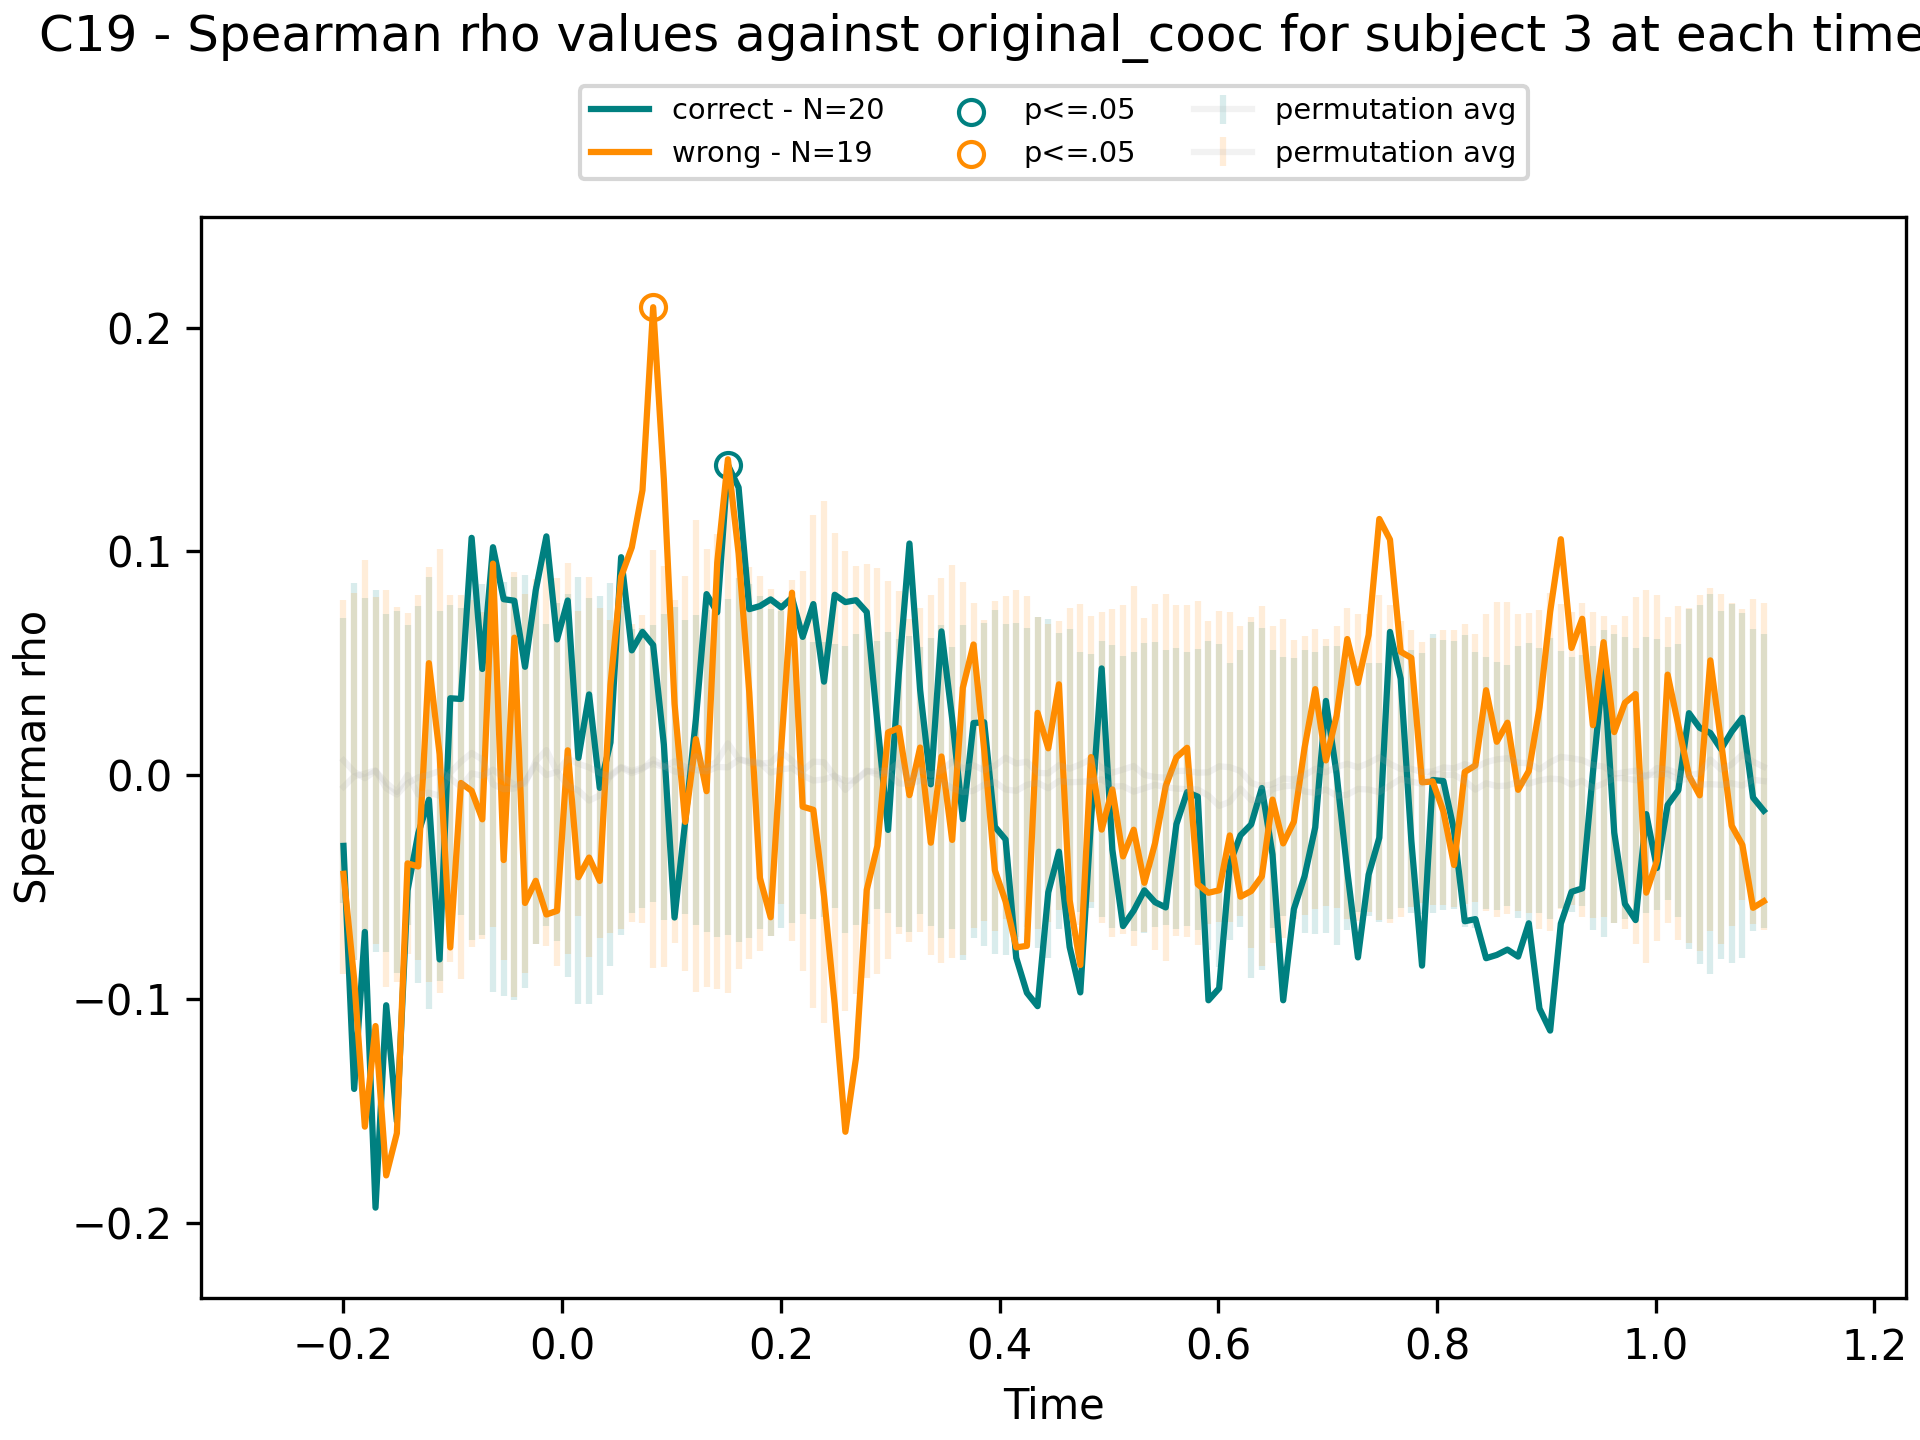 C19 - Spearman rho values against original_cooc for subject 3 at each time
correct - N=20
wrong - N=19
p<=.05
p<=.05
permutation avg
permutation avg
Spearman rho
0.2
0.1
0.0
−0.1
−0.2
−0.2
0.0
0.2
0.4
0.6
0.8
1.0
1.2
Time